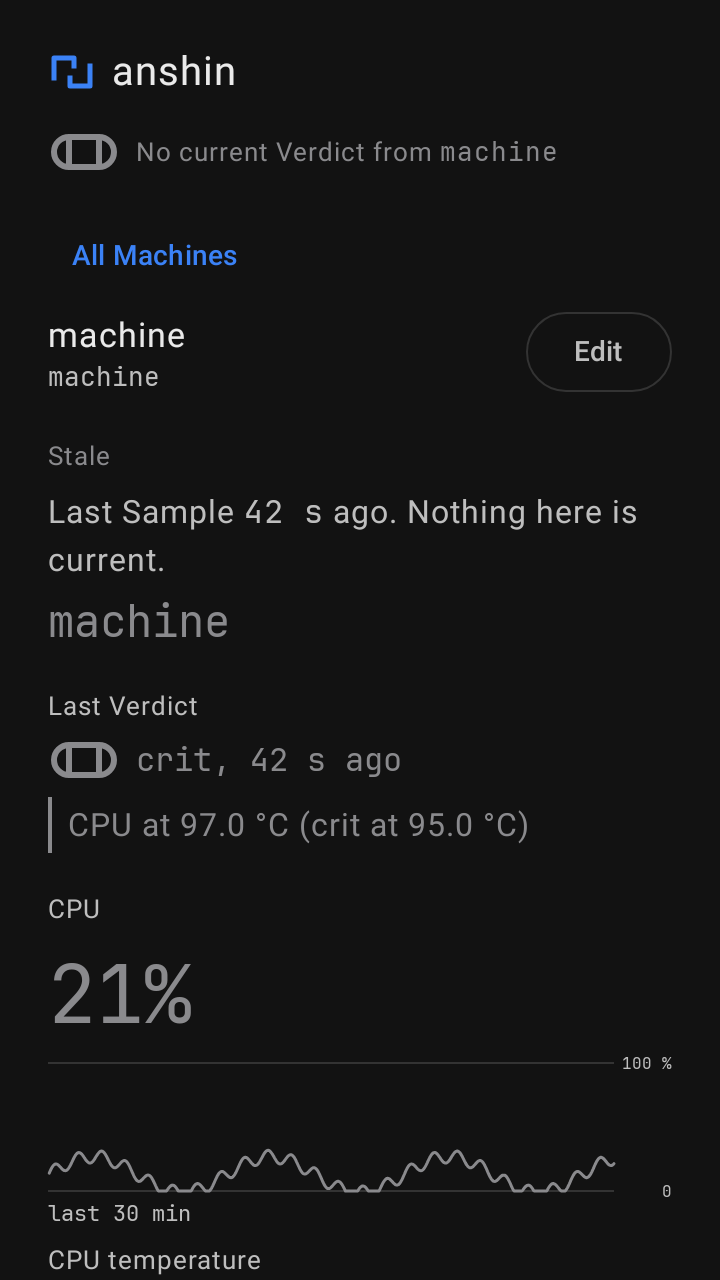 anshin
No current Verdict from machine
All Machines
machine
Edit
machine
Stale
Last Sample 42 s ago. Nothing here is
current.
machine
Last Verdict
crit, 42 s ago
CPU at 97.0 °C (crit at 95.0 °C)
CPU
21%
100 %
0
last 30 min
CPU temperature